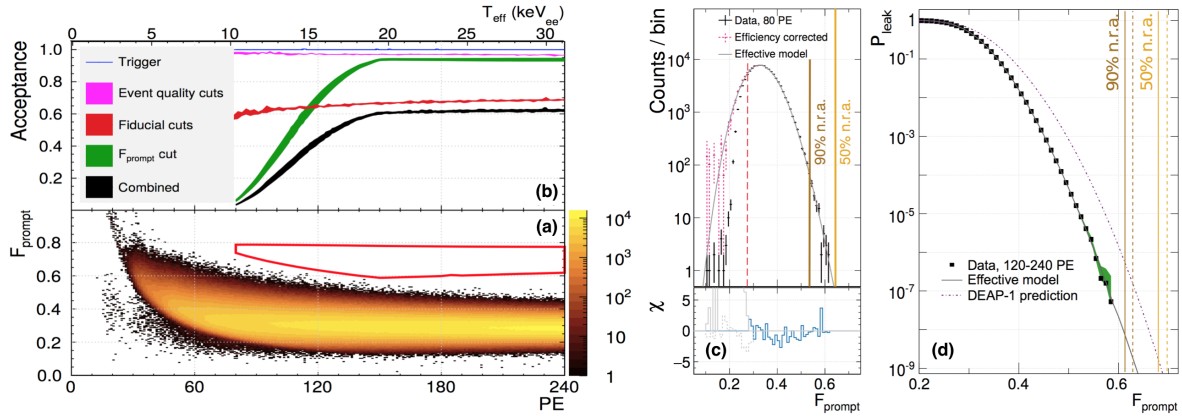 T_eff (keV_ee)
0 5 10 15 20 25 30
Acceptance
1.0
0.8
0.6
0.4
0.2
Trigger
Event quality cuts
Fiducial cuts
F_prompt cut
Combined
(b)
F_prompt
0.8
0.6
0.4
0.2
0.0
(a)
10^4
10^3
10^2
10
1
0 60 120 180 240
PE
Counts / bin
10^4
10^3
10^2
10
1
Data, 80 PE
Efficiency corrected
Effective model
90% n.r.a.
50% n.r.a.
χ
5
0
−5
(c)
0.2 0.4 0.6
F_prompt
P_leak
1
10^-1
10^-3
10^-5
10^-7
10^-9
90% n.r.a.
50% n.r.a.
Data, 120-240 PE
Effective model
DEAP-1 prediction
(d)
0.2 0.4 0.6
F_prompt